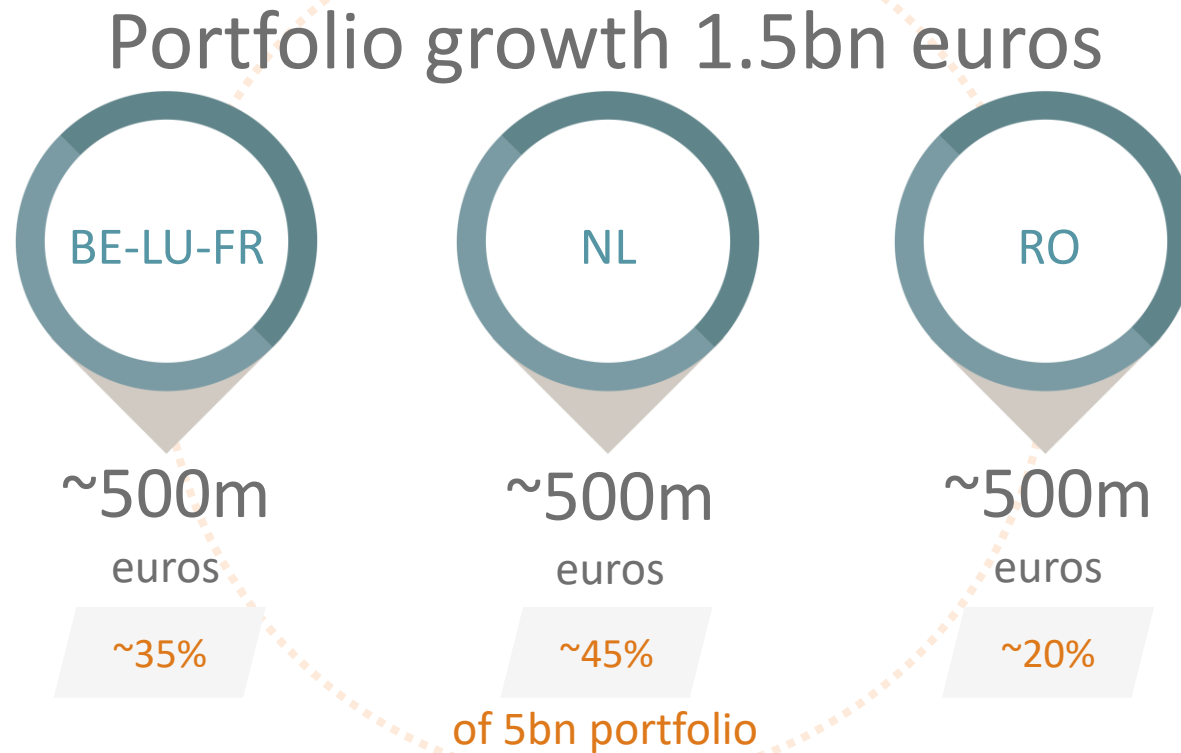 Portfolio growth 1.5bn euros
BE-LU-FR
NL
RO
~500m
euros
~35%
~500m
euros
~45%
~500m
euros
~20%
of 5bn portfolio